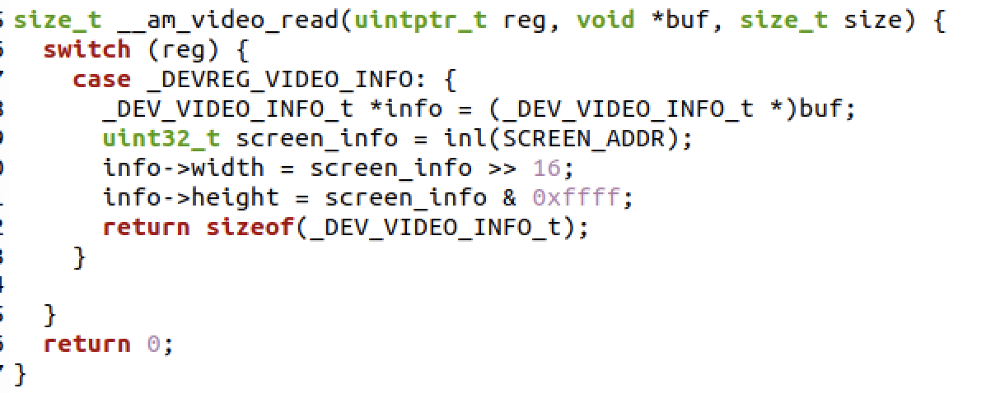 size_t __am_video_read(uintptr_t reg, void *buf, size_t size) {
switch (reg) {
case _DEVREG_VIDEO_INFO: {
_DEV_VIDEO_INFO_t *info = (_DEV_VIDEO_INFO_t *)buf;
uint32_t screen_info = inl(SCREEN_ADDR);
info->width = screen_info >> 16;
info->height = screen_info & 0xffff;
return sizeof(_DEV_VIDEO_INFO_t);
}
}
return 0;
}